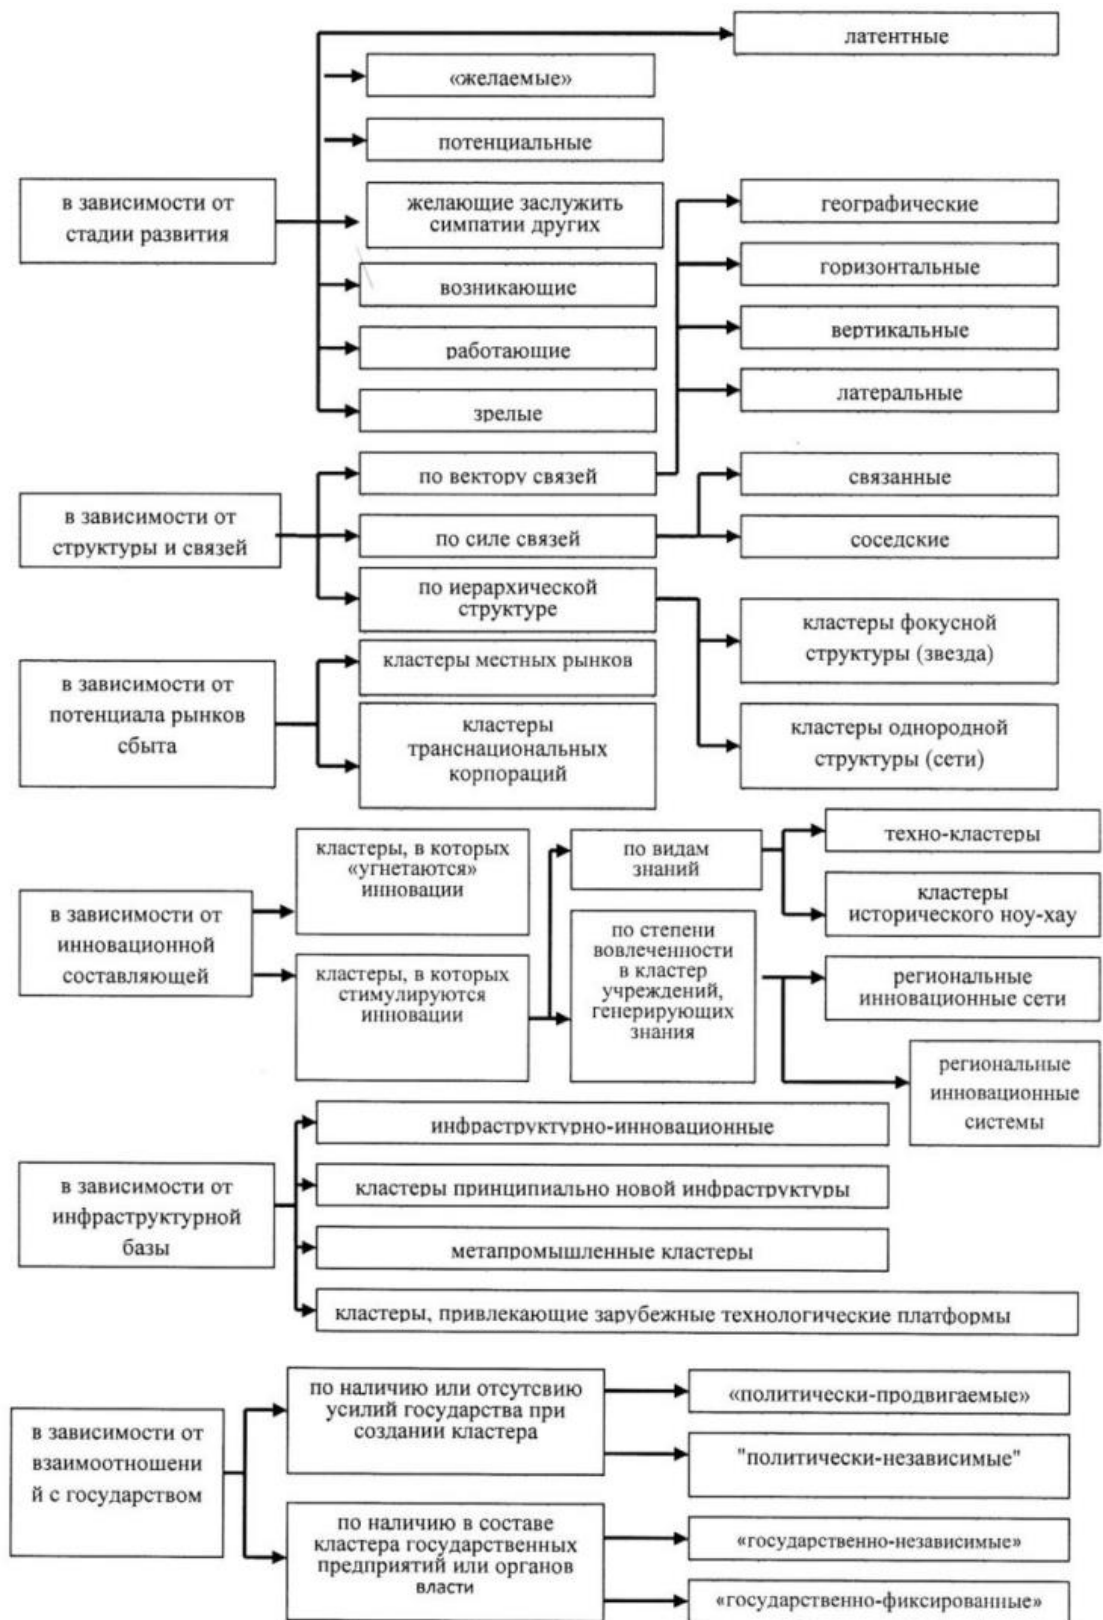 латентные
«желаемые»
потенциальные
в зависимости от
стадии развития
желающие заслужить
симпатии других
географические
возникающие
горизонтальные
работающие
вертикальные
зрелые
латеральные
в зависимости от
структуры и связей
по вектору связей
связанные
по силе связей
соседские
по иерархической
структуре
кластеры фокусной
структуры (звезда)
кластеры однородной
структуры (сети)
в зависимости от
потенциала рынков
сбыта
кластеры местных рынков
кластеры
транснациональных
корпораций
в зависимости от
инновационной
составляющей
кластеры, в которых
«угнетаются»
инновации
кластеры, в которых
стимулируются
инновации
по видам
знаний
техно-кластеры
кластеры
исторического ноу-хау
по степени
вовлеченности
в кластер
учреждений,
генерирующих
знания
региональные
инновационные сети
региональные
инновационные
системы
в зависимости от
инфраструктурной
базы
инфраструктурно-инновационные
кластеры принципиально новой инфраструктуры
метапромышленные кластеры
кластеры, привлекающие зарубежные технологические платформы
в зависимости от
взаимоотношени
й с государством
по наличию или отсутсвию
усилий государства при
создании кластера
«политически-продвигаемые»
"политически-независимые"
по наличию в составе
кластера государственных
предприятий или органов
власти
«государственно-независимые»
«государственно-фиксированные»